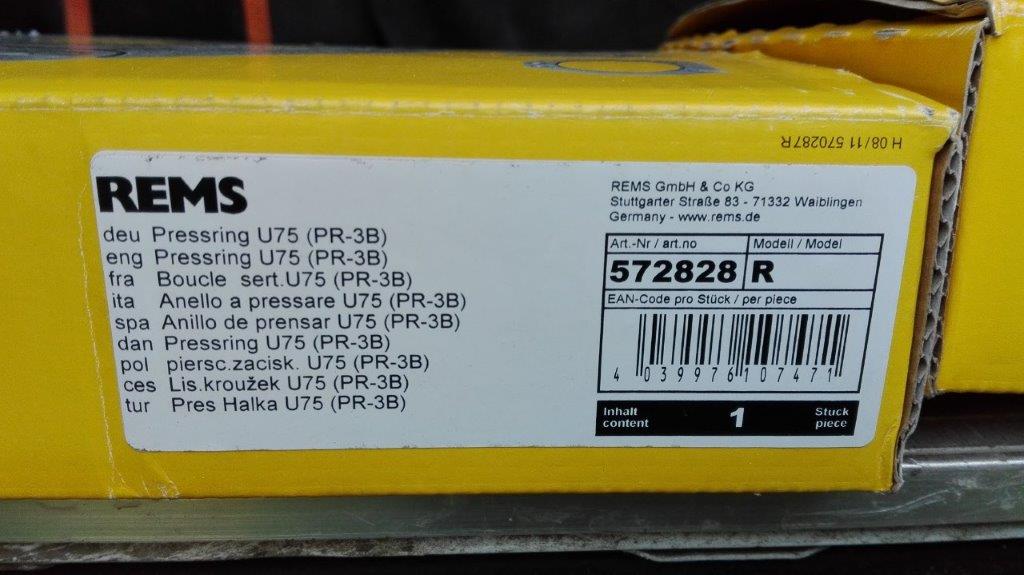 H 08/11 570287R
REMS
deu Pressring U75 (PR-3B)
eng Pressring U75 (PR-3B)
fra Boucle sert.U75 (PR-3B)
ita Anello a pressare U75 (PR-3B)
spa Anillo de prensar U75 (PR-3B)
dan Pressring U75 (PR-3B)
pol piersc.zacisk. U75 (PR-3B)
ces Lis.kroužek U75 (PR-3B)
tur Pres Halka U75 (PR-3B)
REMS GmbH & Co KG
Stuttgarter Straße 83 - 71332 Waiblingen
Germany - www.rems.de
Art.-Nr / art.no Modell / Model
572828 R
EAN-Code pro Stück / per piece
4 039976 107471
Inhalt 1 Stuck
content piece